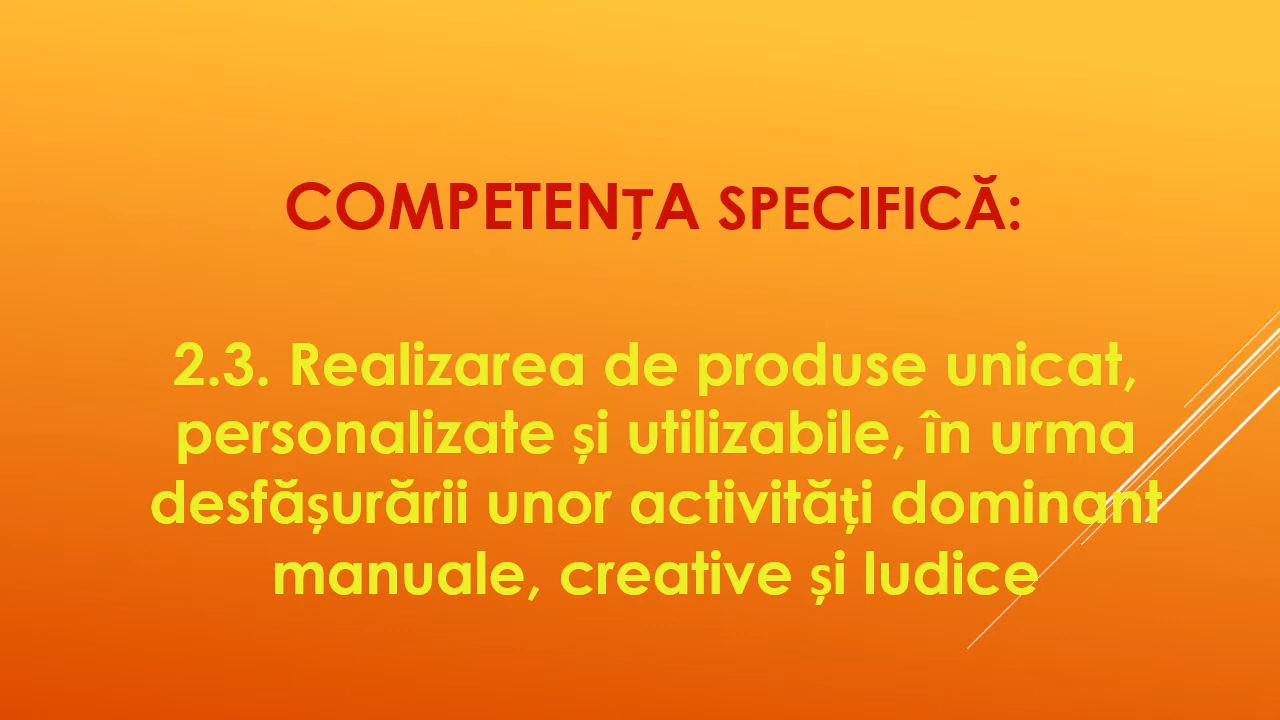 COMPETENȚA SPECIFICĂ:
2.3. Realizarea de produse unicat,
personalizate și utilizabile, în urma
desfășurării unor activități dominant
manuale, creative și ludice